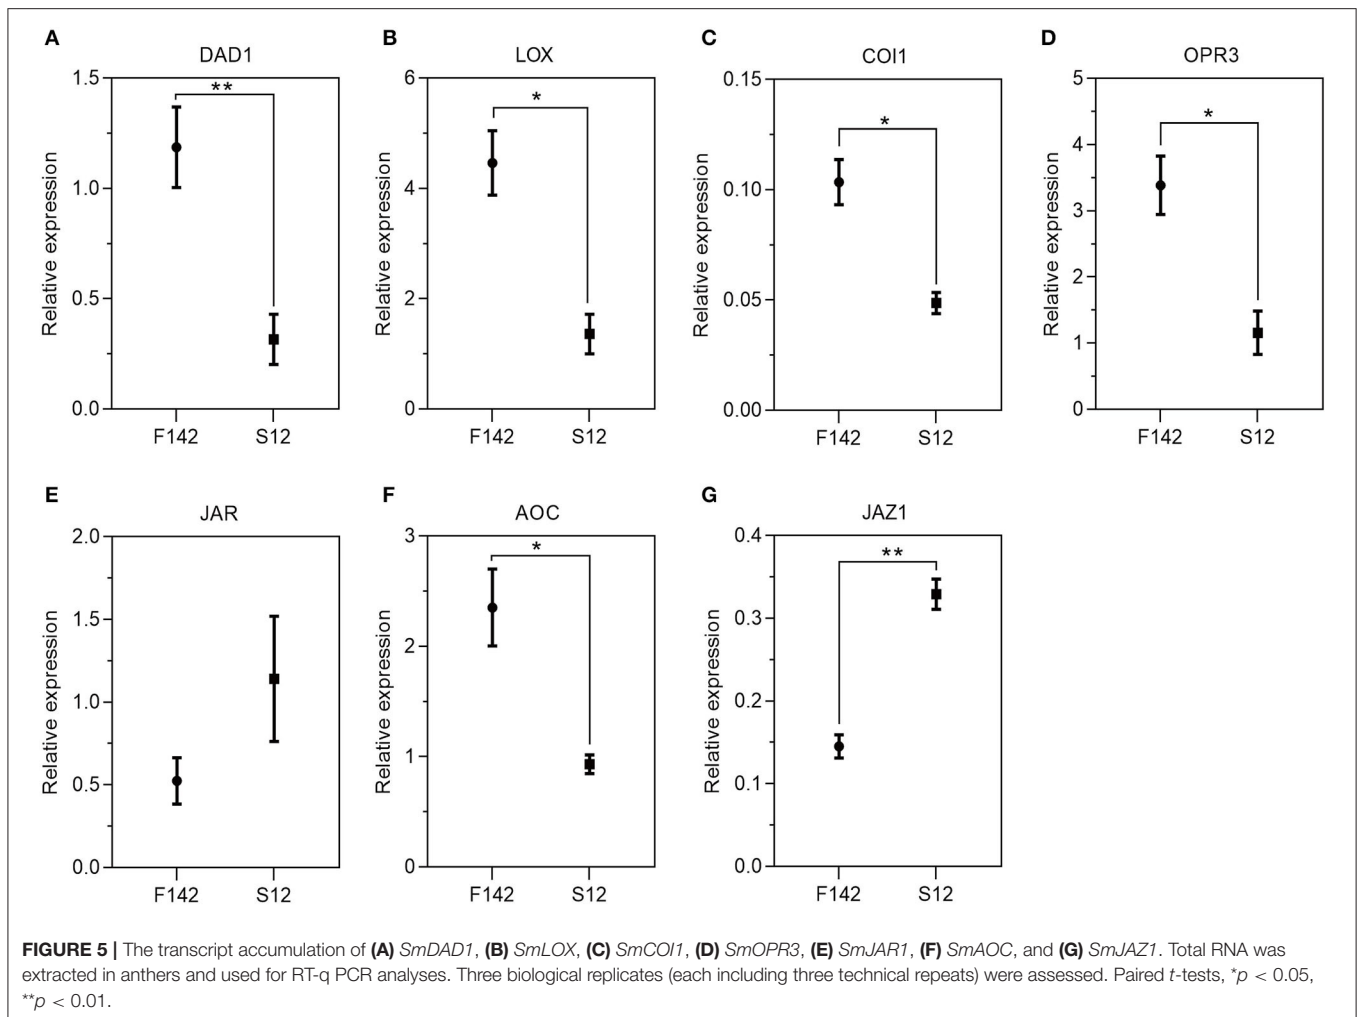 A
DAD1
1.5
1.0
0.5
0.0
Relative expression
**
F142 S12
B
LOX
6
4
2
0
Relative expression
*
F142 S12
C
COI1
0.15
0.10
0.05
0.00
Relative expression
*
F142 S12
D
OPR3
5
4
3
2
1
0
Relative expression
*
F142 S12
E
JAR
2.0
1.5
1.0
0.5
0.0
Relative expression
F142 S12
F
AOC
3
2
1
0
Relative expression
*
F142 S12
G
JAZ1
0.4
0.3
0.2
0.1
0.0
Relative expression
**
F142 S12
FIGURE 5 | The transcript accumulation of (A) SmDAD1, (B) SmLOX, (C) SmCOI1, (D) SmOPR3, (E) SmJAR1, (F) SmAOC, and (G) SmJAZ1. Total RNA was
extracted in anthers and used for RT-q PCR analyses. Three biological replicates (each including three technical repeats) were assessed. Paired t-tests, *p < 0.05,
**p < 0.01.